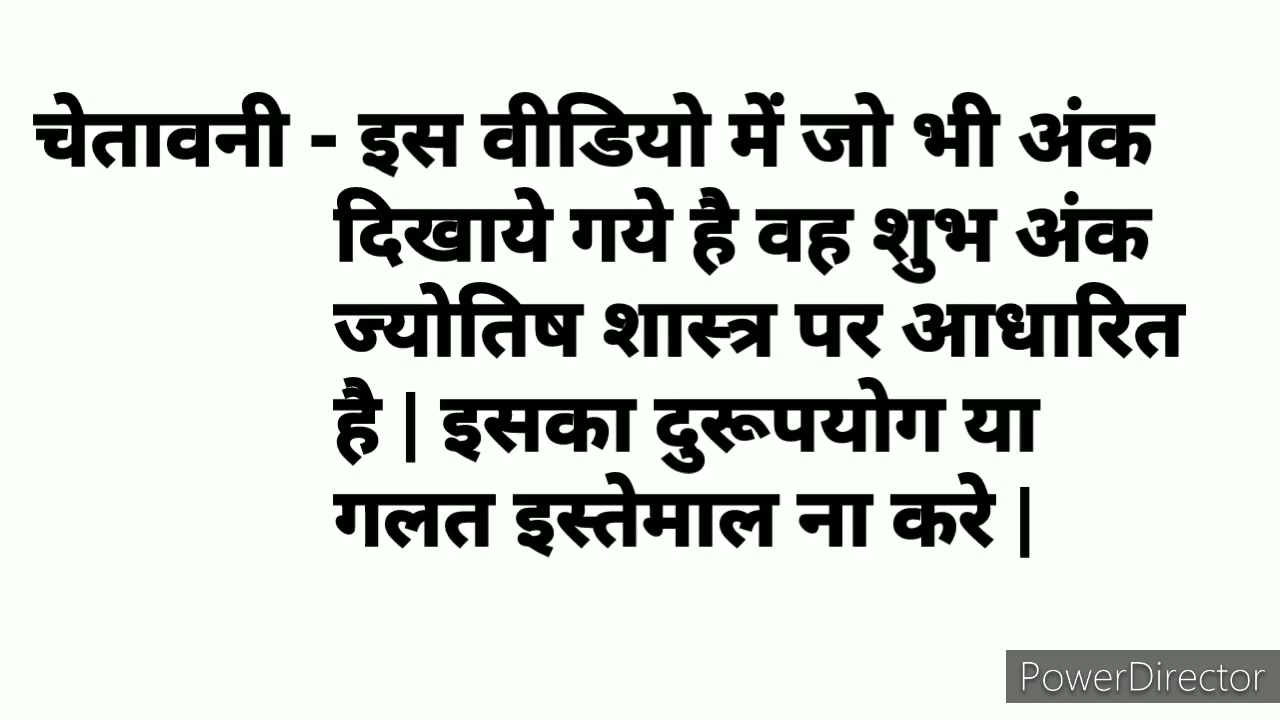 चेतावनी - इस वीडियो में जो भी अंक
दिखाये गये है वह शुभ अंक
ज्योतिष शास्त्र पर आधारित
है | इसका दुरूपयोग या
गलत इस्तेमाल ना करे |
PowerDirector